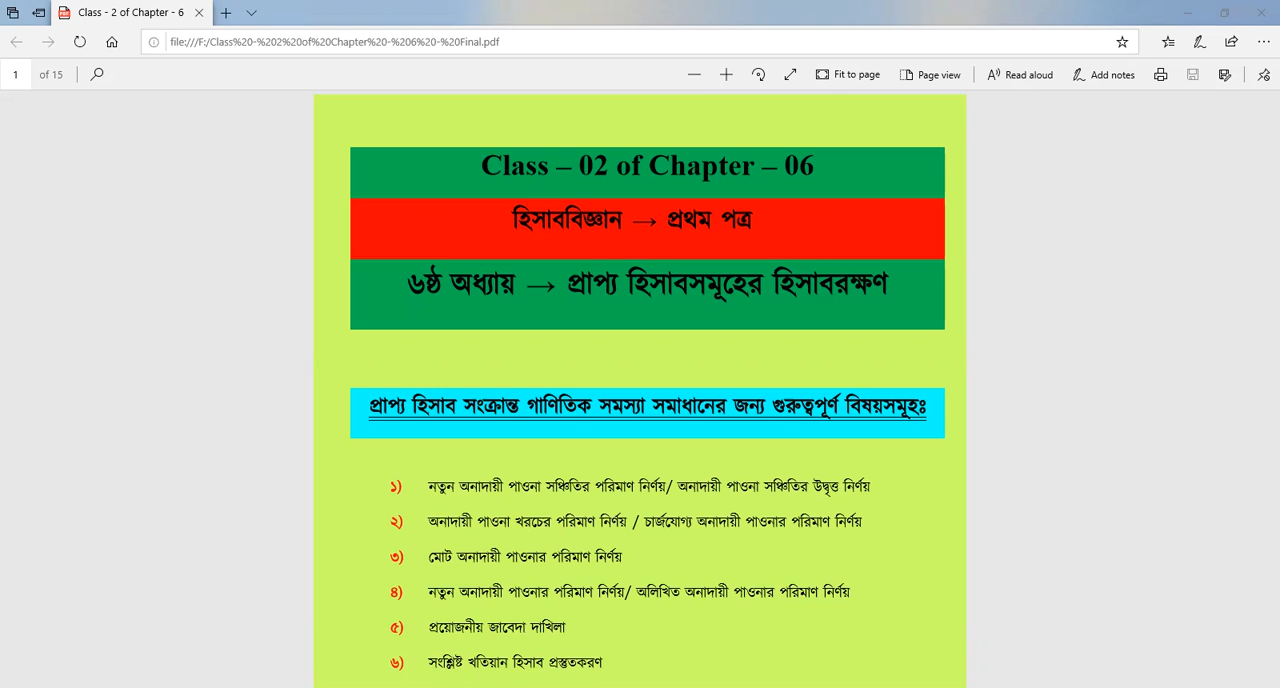 Class - 2 of Chapter - 6
file:///F:/Class%20-%202%20of%20Chapter%20-%206%20-%20Final.pdf
1 of 15 Fit to page Page view Read aloud Add notes
Class – 02 of Chapter – 06
হিসাববিজ্ঞান → প্রথম পত্র
৬ষ্ঠ অধ্যায় → প্রাপ্য হিসাবসমূহের হিসাবরক্ষণ
প্রাপ্য হিসাব সংক্রান্ত গাণিতিক সমস্যা সমাধানের জন্য গুরুত্বপূর্ণ বিষয়সমূহঃ
১) নতুন অনাদায়ী পাওনা সঞ্চিতির পরিমাণ নির্ণয়/ অনাদায়ী পাওনা সঞ্চিতির উদ্বৃত্ত নির্ণয়
২) অনাদায়ী পাওনা খরচের পরিমাণ নির্ণয় / চার্জযোগ্য অনাদায়ী পাওনার পরিমাণ নির্ণয়
৩) মোট অনাদায়ী পাওনার পরিমাণ নির্ণয়
৪) নতুন অনাদায়ী পাওনার পরিমাণ নির্ণয়/ অলিখিত অনাদায়ী পাওনার পরিমাণ নির্ণয়
৫) প্রয়োজনীয় জাবেদা দাখিলা
৬) সংশ্লিষ্ট খতিয়ান হিসাব প্রস্তুতকরণ